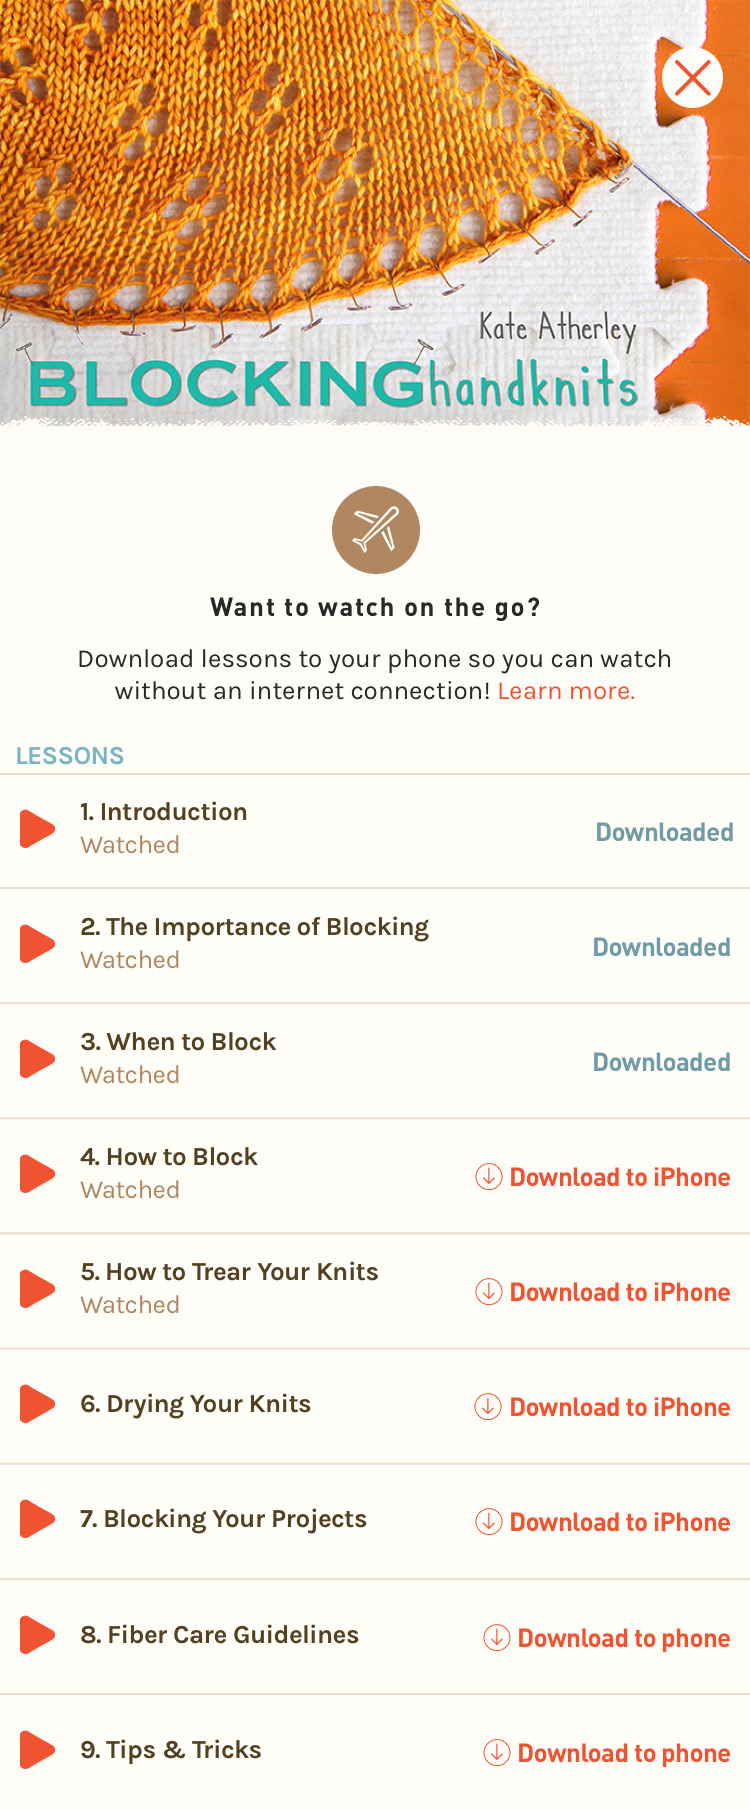 Kate Atherley
BLOCKINGhandknits
Want to watch on the go?
Download lessons to your phone so you can watch
without an internet connection! Learn more.
LESSONS
1. Introduction
Watched
Downloaded
2. The Importance of Blocking
Watched
Downloaded
3. When to Block
Watched
Downloaded
4. How to Block
Watched
Download to iPhone
5. How to Trear Your Knits
Watched
Download to iPhone
6. Drying Your Knits
Download to iPhone
7. Blocking Your Projects
Download to iPhone
8. Fiber Care Guidelines
Download to phone
9. Tips & Tricks
Download to phone